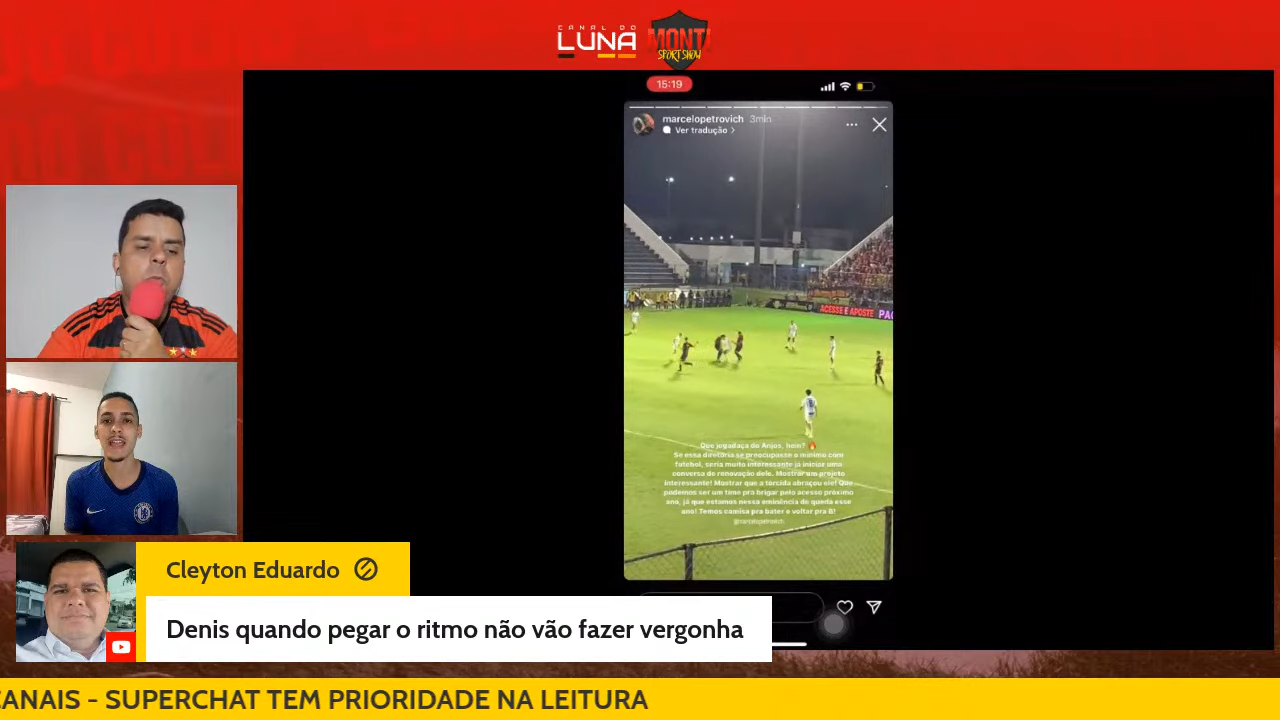 CANAL DO
LUNA
MONT
SPORT SHOW
15:19
marcelopetrovich 3min
Ver tradução >
ACESSE E APOSTE
Que jogadaça do Anjos, hein? 🔥
Se essa diretoria se preocupasse o mínimo com
futebol, seria muito interessante já iniciar uma
conversa de renovação dele. Mostrar um projeto
interessante! Mostrar que a torcida abraçou ele! Que
podemos ser um time pra brigar pelo acesse próximo
ano, já que estamos nessa eminência de queda esse
ano! Temos camisa pra bater e voltar pra B!
@marcelopetrovich
Cleyton Eduardo
Denis quando pegar o ritmo não vão fazer vergonha
CANAIS - SUPERCHAT TEM PRIORIDADE NA LEITURA